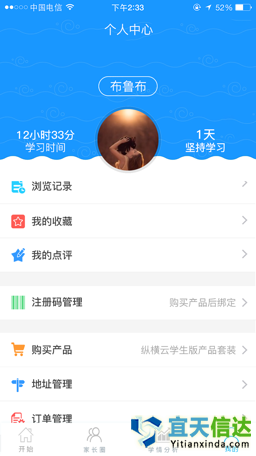 中国电信 下午2:33 52%
个人中心
布鲁布
12小时33分 1天
学习时间 坚持学习
浏览记录
我的收藏
我的点评
注册码管理 购买产品后绑定
购买产品 纵横云学生版产品套装
地址管理
订单管理
开始 家长圈 学情分析 我的
宜天信达
Yitianxinda.com